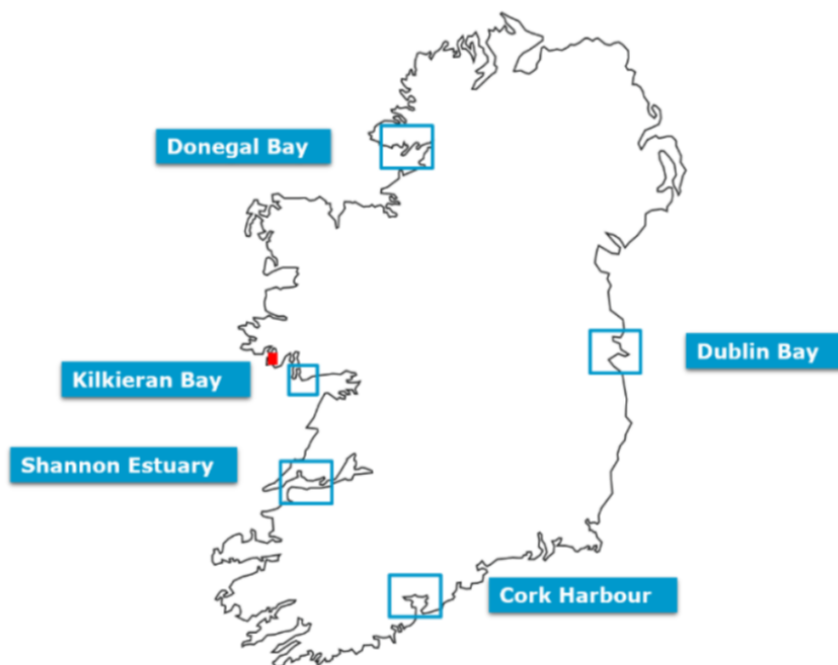 Donegal Bay
Dublin Bay
Kilkieran Bay
Shannon Estuary
Cork Harbour